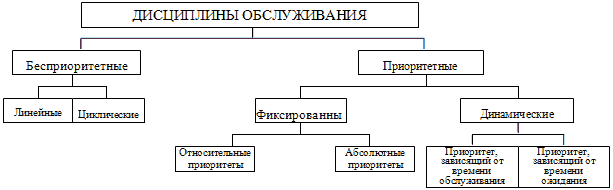 ДИСЦИПЛИНЫ ОБСЛУЖИВАНИЯ
Бесприоритетные
Приоритетные
Линейные
Циклические
Фиксированны
Динамические
Относительные
приоритеты
Абсолютные
приоритеты
Приоритет,
зависящий от
времени
обслуживания
Приоритет,
зависящий от
времени
ожидания